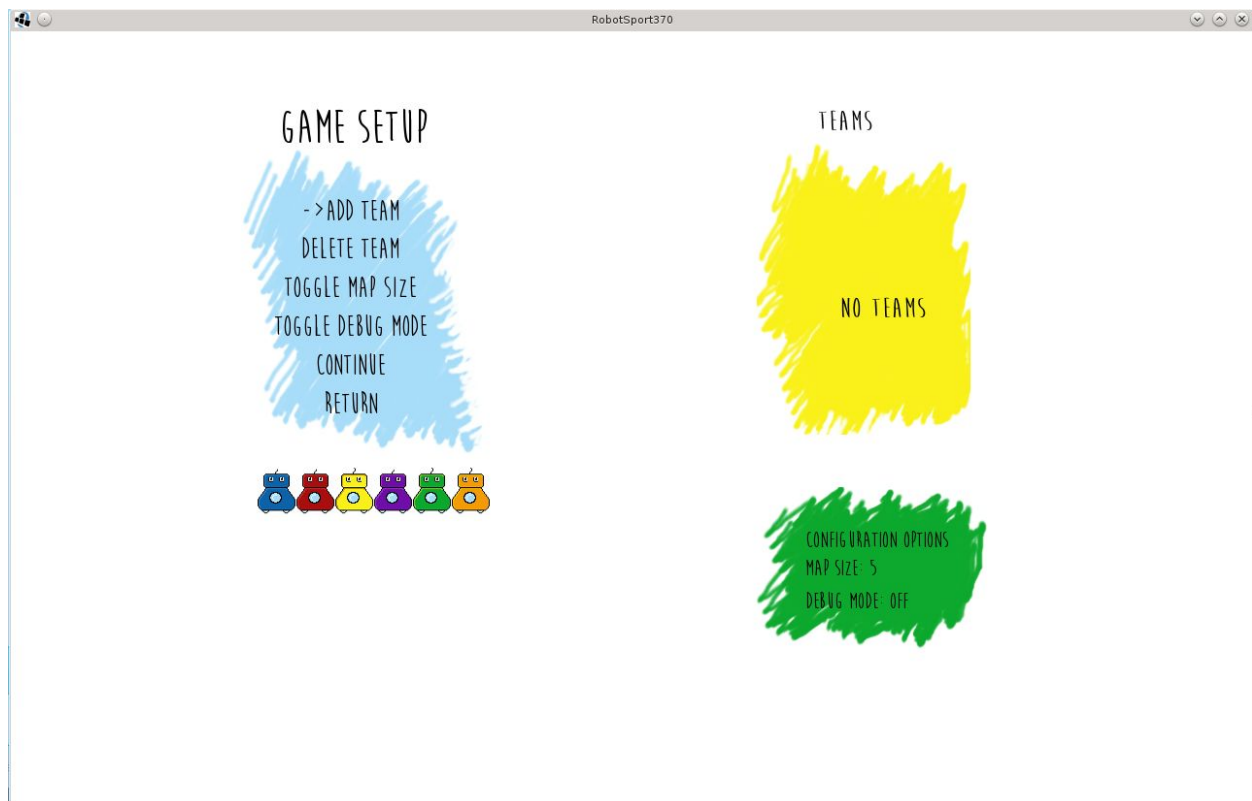 RobotSport370
GAME SETUP
->ADD TEAM
DELETE TEAM
TOGGLE MAP SIZE
TOGGLE DEBUG MODE
CONTINUE
RETURN
TEAMS
NO TEAMS
CONFIGURATION OPTIONS
MAP SIZE: 5
DEBUG MODE: OFF